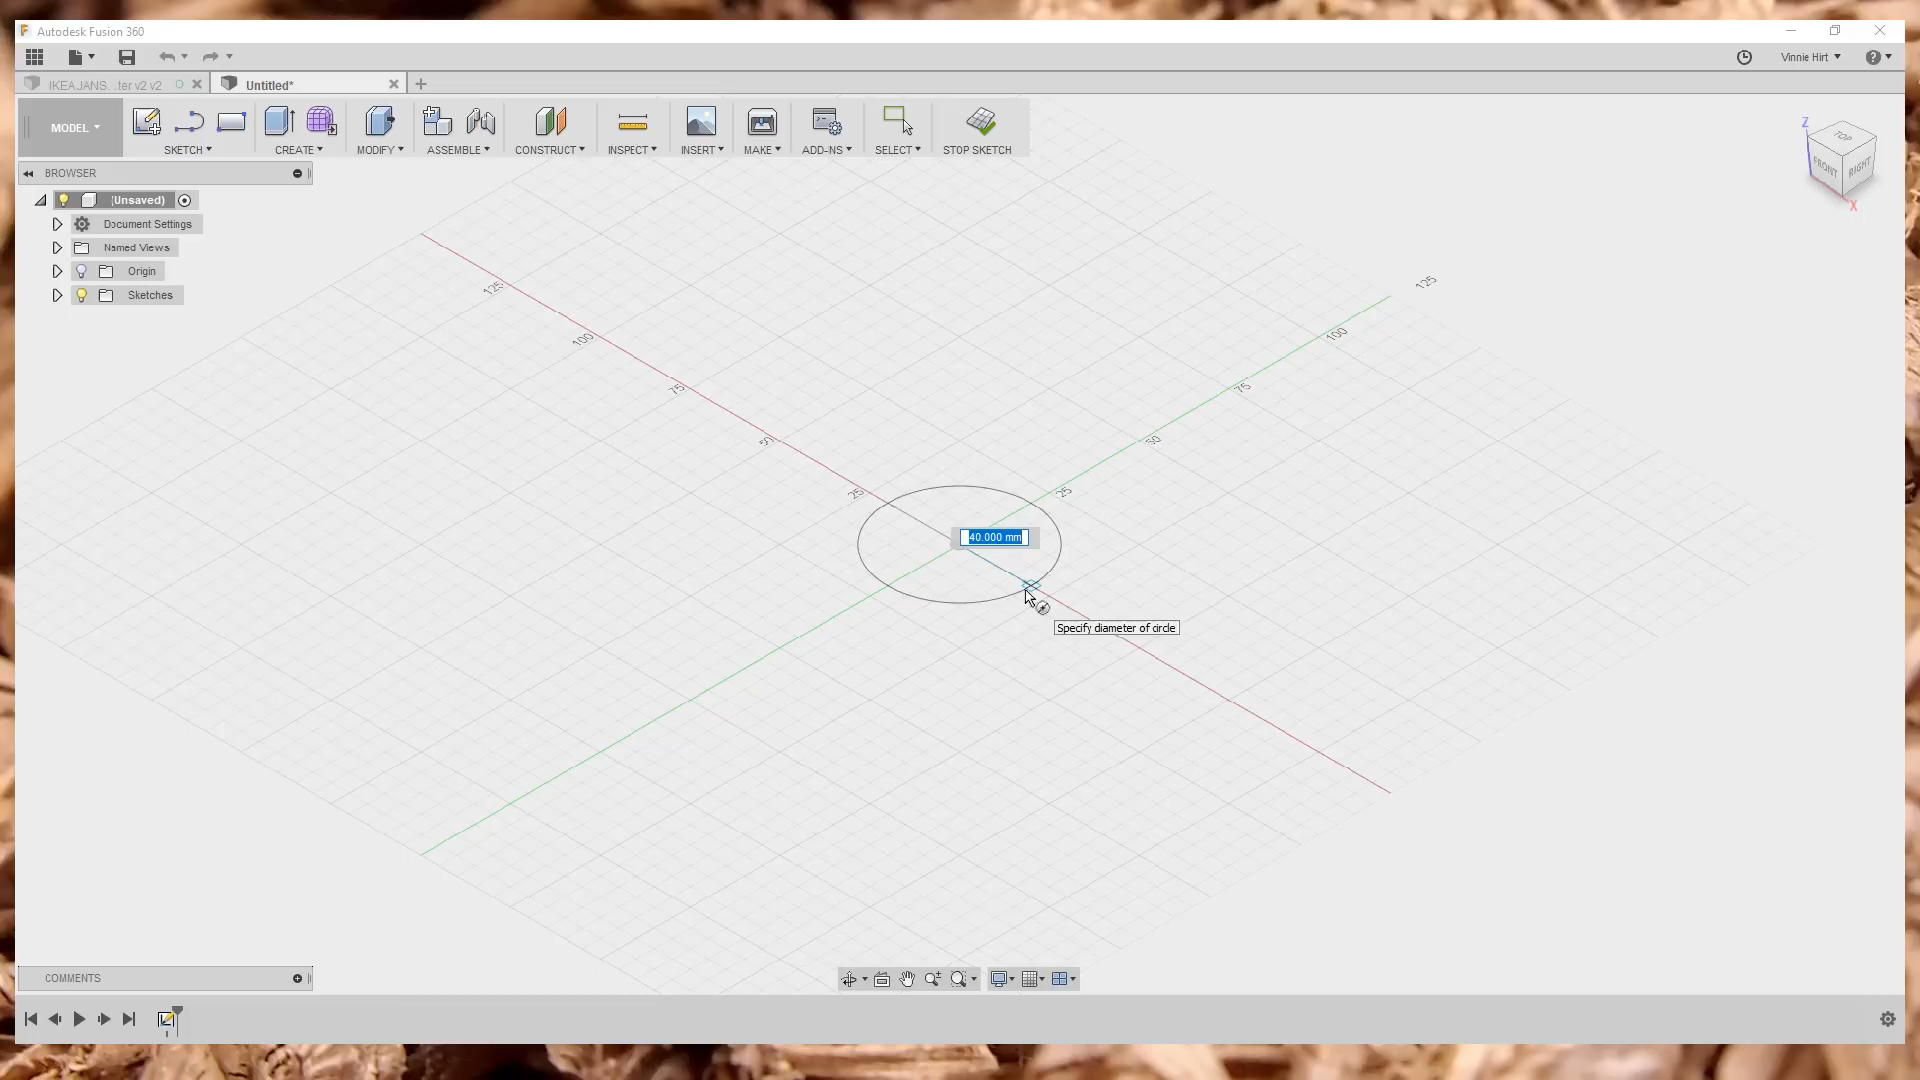 Autodesk Fusion 360
Vinnie Hirt
IKEAJANS. ..ter v2 v2
Untitled*
MODEL
SKETCH
CREATE
MODIFY
ASSEMBLE
CONSTRUCT
INSPECT
INSERT
MAKE
ADD-INS
SELECT
STOP SKETCH
BROWSER
(Unsaved)
Document Settings
Named Views
Origin
Sketches
Z
TOP
FRONT
RIGHT
X
125
100
75
50
25
125
100
75
50
25
40.000 mm
Specify diameter of circle
COMMENTS